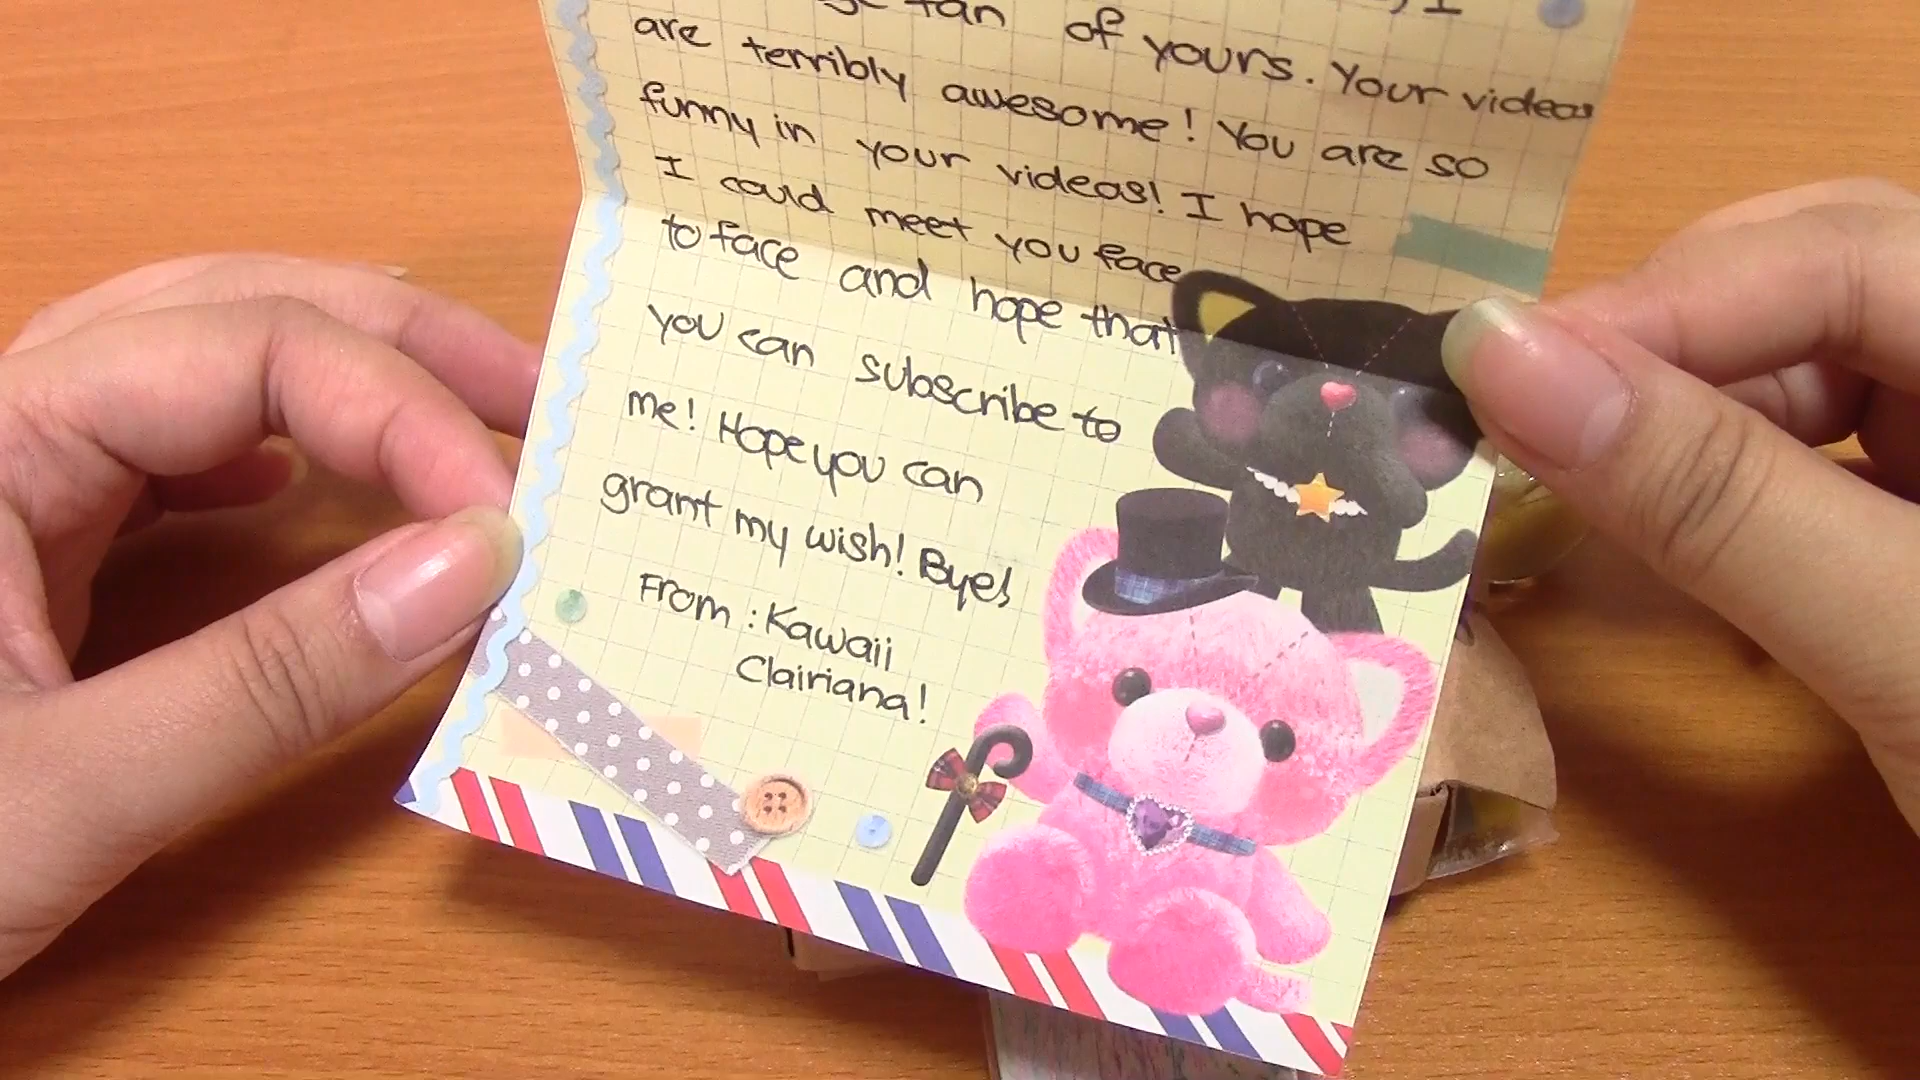 fan of yours. Your videos
are terribly awesome! You are so
funny in your videos! I hope
I could meet you face
to face and hope that
you can subscribe to
me! Hope you can
grant my wish! Bye!
From : Kawaii
Clairiana!